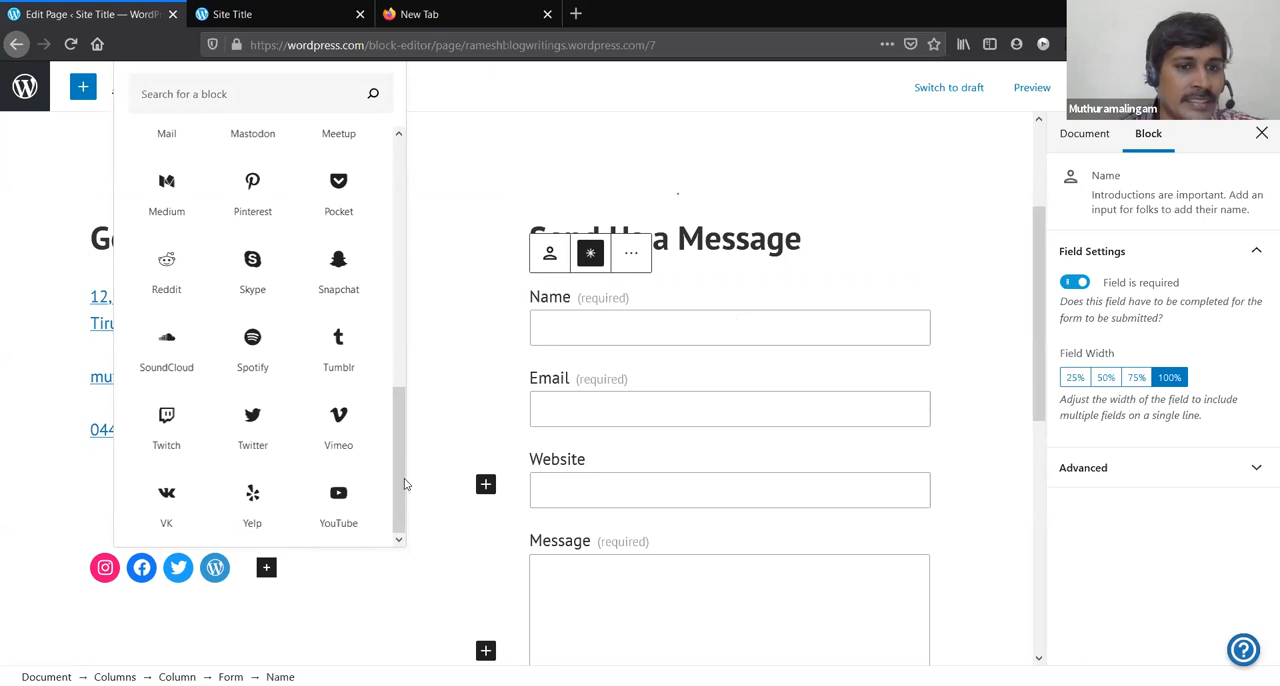 Edit Page ‹ Site Title — WordP
Site Title
New Tab
https://wordpress.com/block-editor/page/rameshblogwritings.wordpress.com/7
Muthuramalingam
Search for a block
Switch to draft
Preview
Mail
Mastodon
Meetup
Document
Block
Medium
Pinterest
Pocket
Name
Introductions are important. Add an
input for folks to add their name.
Reddit
Skype
Snapchat
SoundCloud
Spotify
Tumblr
Twitch
Twitter
Vimeo
VK
Yelp
YouTube
12,
Tiru
044
Send Us a Message
Name (required)
Email (required)
Website
Message (required)
Field Settings
Field is required
Does this field have to be completed for the
form to be submitted?
Field Width
25%
50%
75%
100%
Adjust the width of the field to include
multiple fields on a single line.
Advanced
Document → Columns → Column → Form → Name